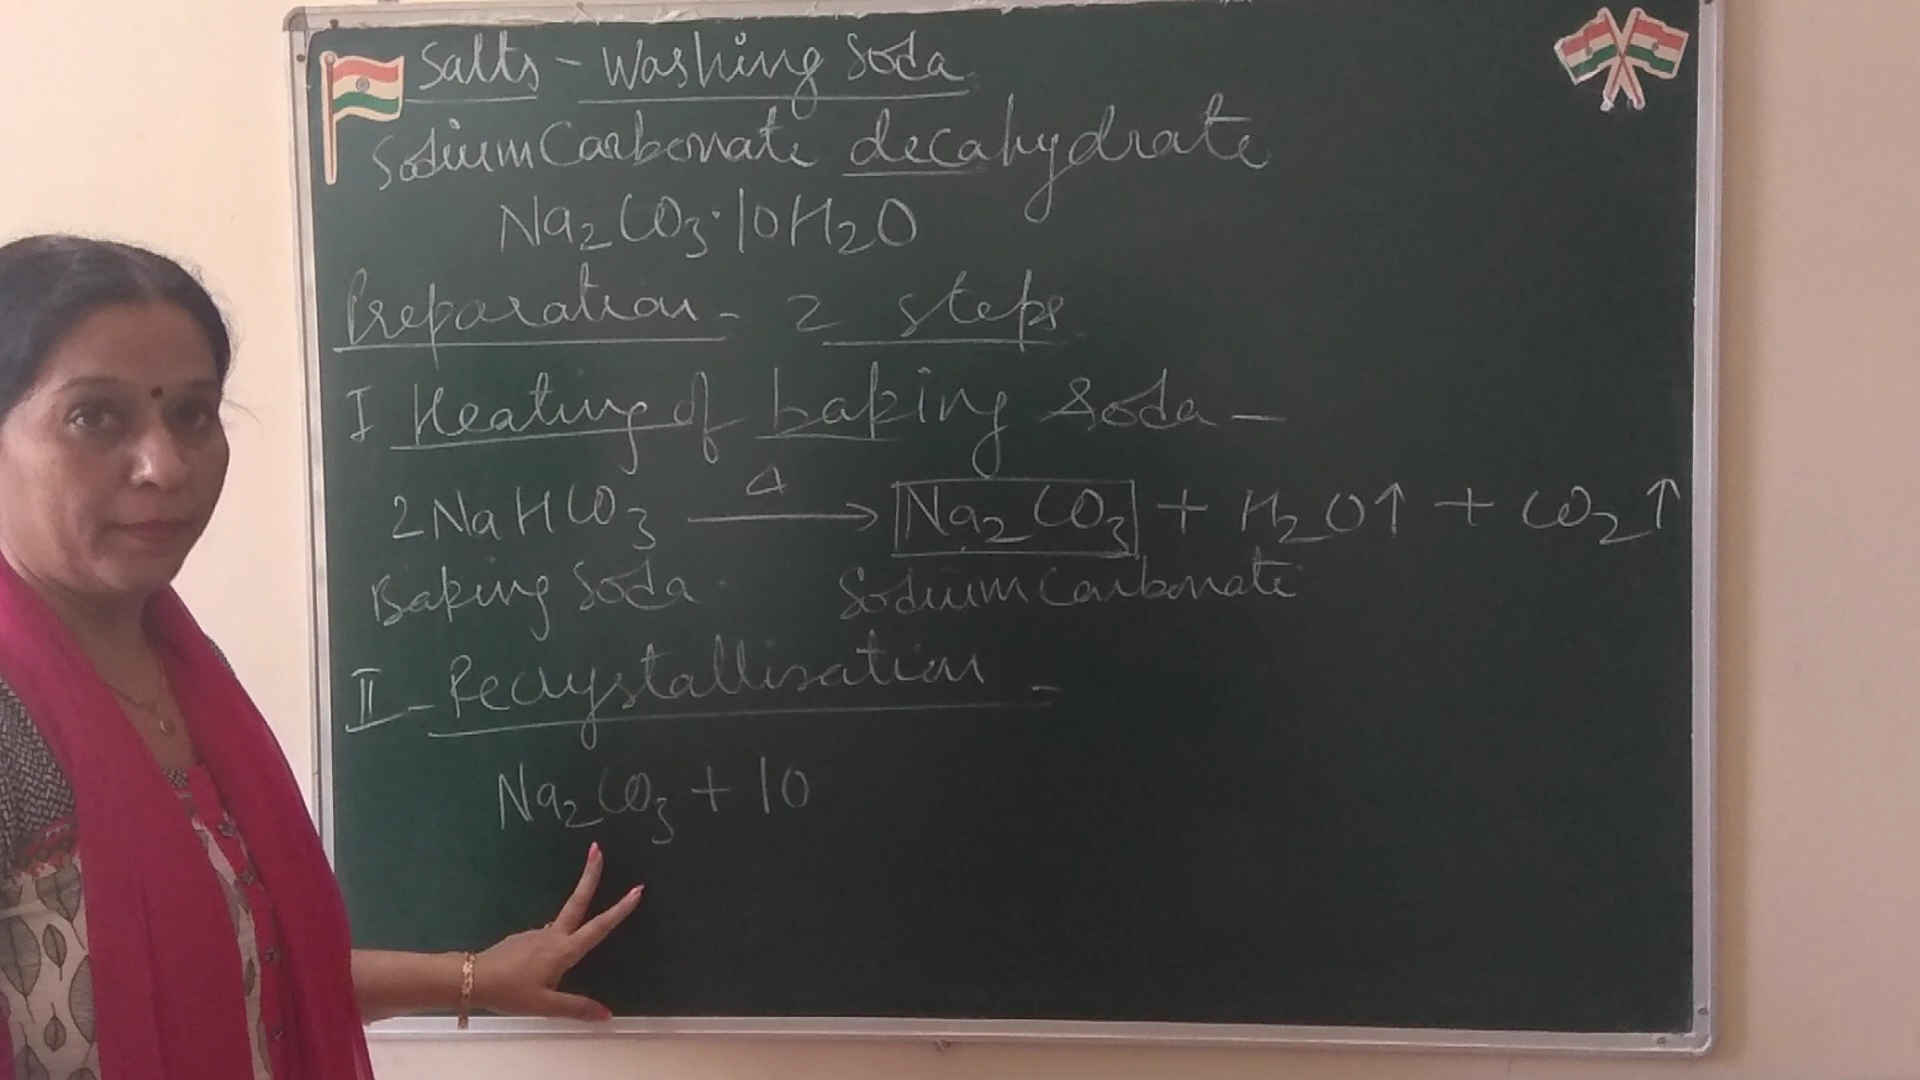 Salts - Washing Soda
Sodium Carbonate decahydrate
Na₂CO₃·10H₂O
Preparation - 2 steps
I Heating of baking soda -
2NaHCO₃ —Δ→ Na₂CO₃ + H₂O↑ + CO₂↑
Baking Soda. Sodium Carbonate
II - Recrystallisation -
Na₂CO₃ + 10